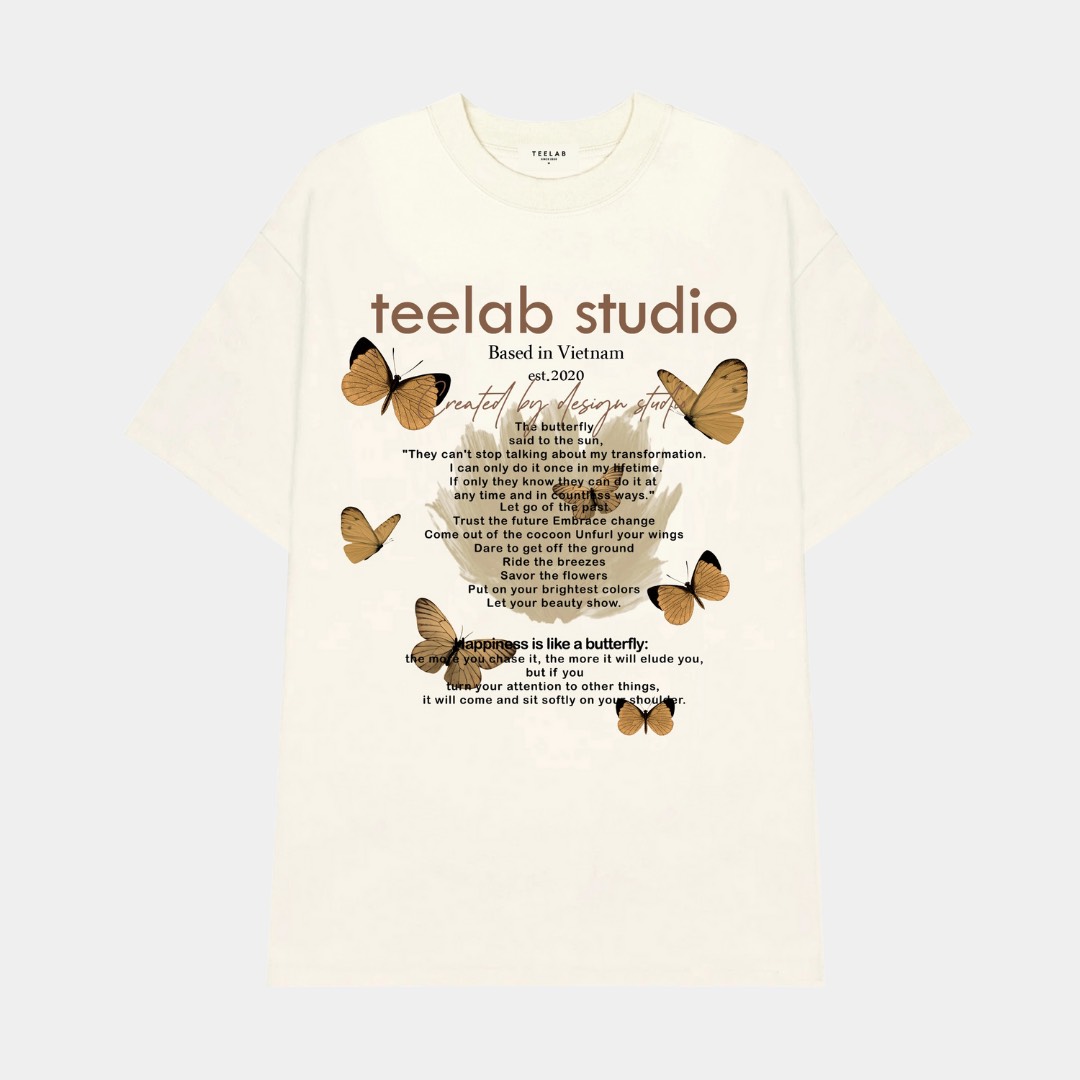 TEELAB
teelab studio
Based in Vietnam
est.2020
Created by design studio
The butterfly
said to the sun,
"They can't stop talking about my transformation.
I can only do it once in my lifetime.
If only they know they can do it at
any time and in countless ways."
Let go of the past
Trust the future Embrace change
Come out of the cocoon Unfurl your wings
Dare to get off the ground
Ride the breezes
Savor the flowers
Put on your brightest colors
Let your beauty show.
Happiness is like a butterfly:
the more you chase it, the more it will elude you,
but if you
turn your attention to other things,
it will come and sit softly on your shoulder.